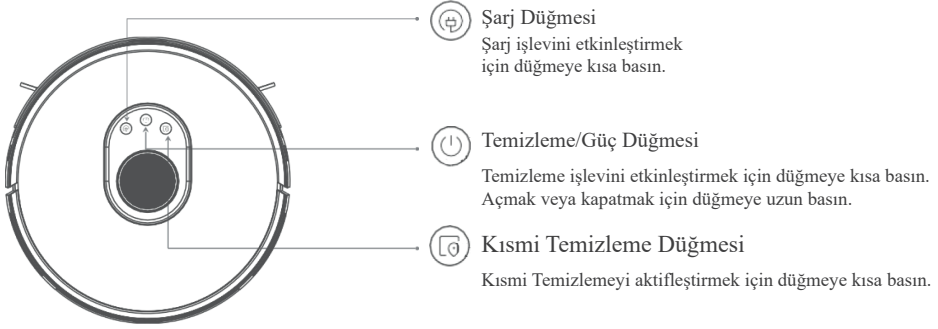 Şarj Düğmesi
Şarj işlevini etkinleştirmek
için düğmeye kısa basın.
Temizleme/Güç Düğmesi
Temizleme işlevini etkinleştirmek için düğmeye kısa basın.
Açmak veya kapatmak için düğmeye uzun basın.
Kısmi Temizleme Düğmesi
Kısmi Temizlemeyi aktifleştirmek için düğmeye kısa basın.